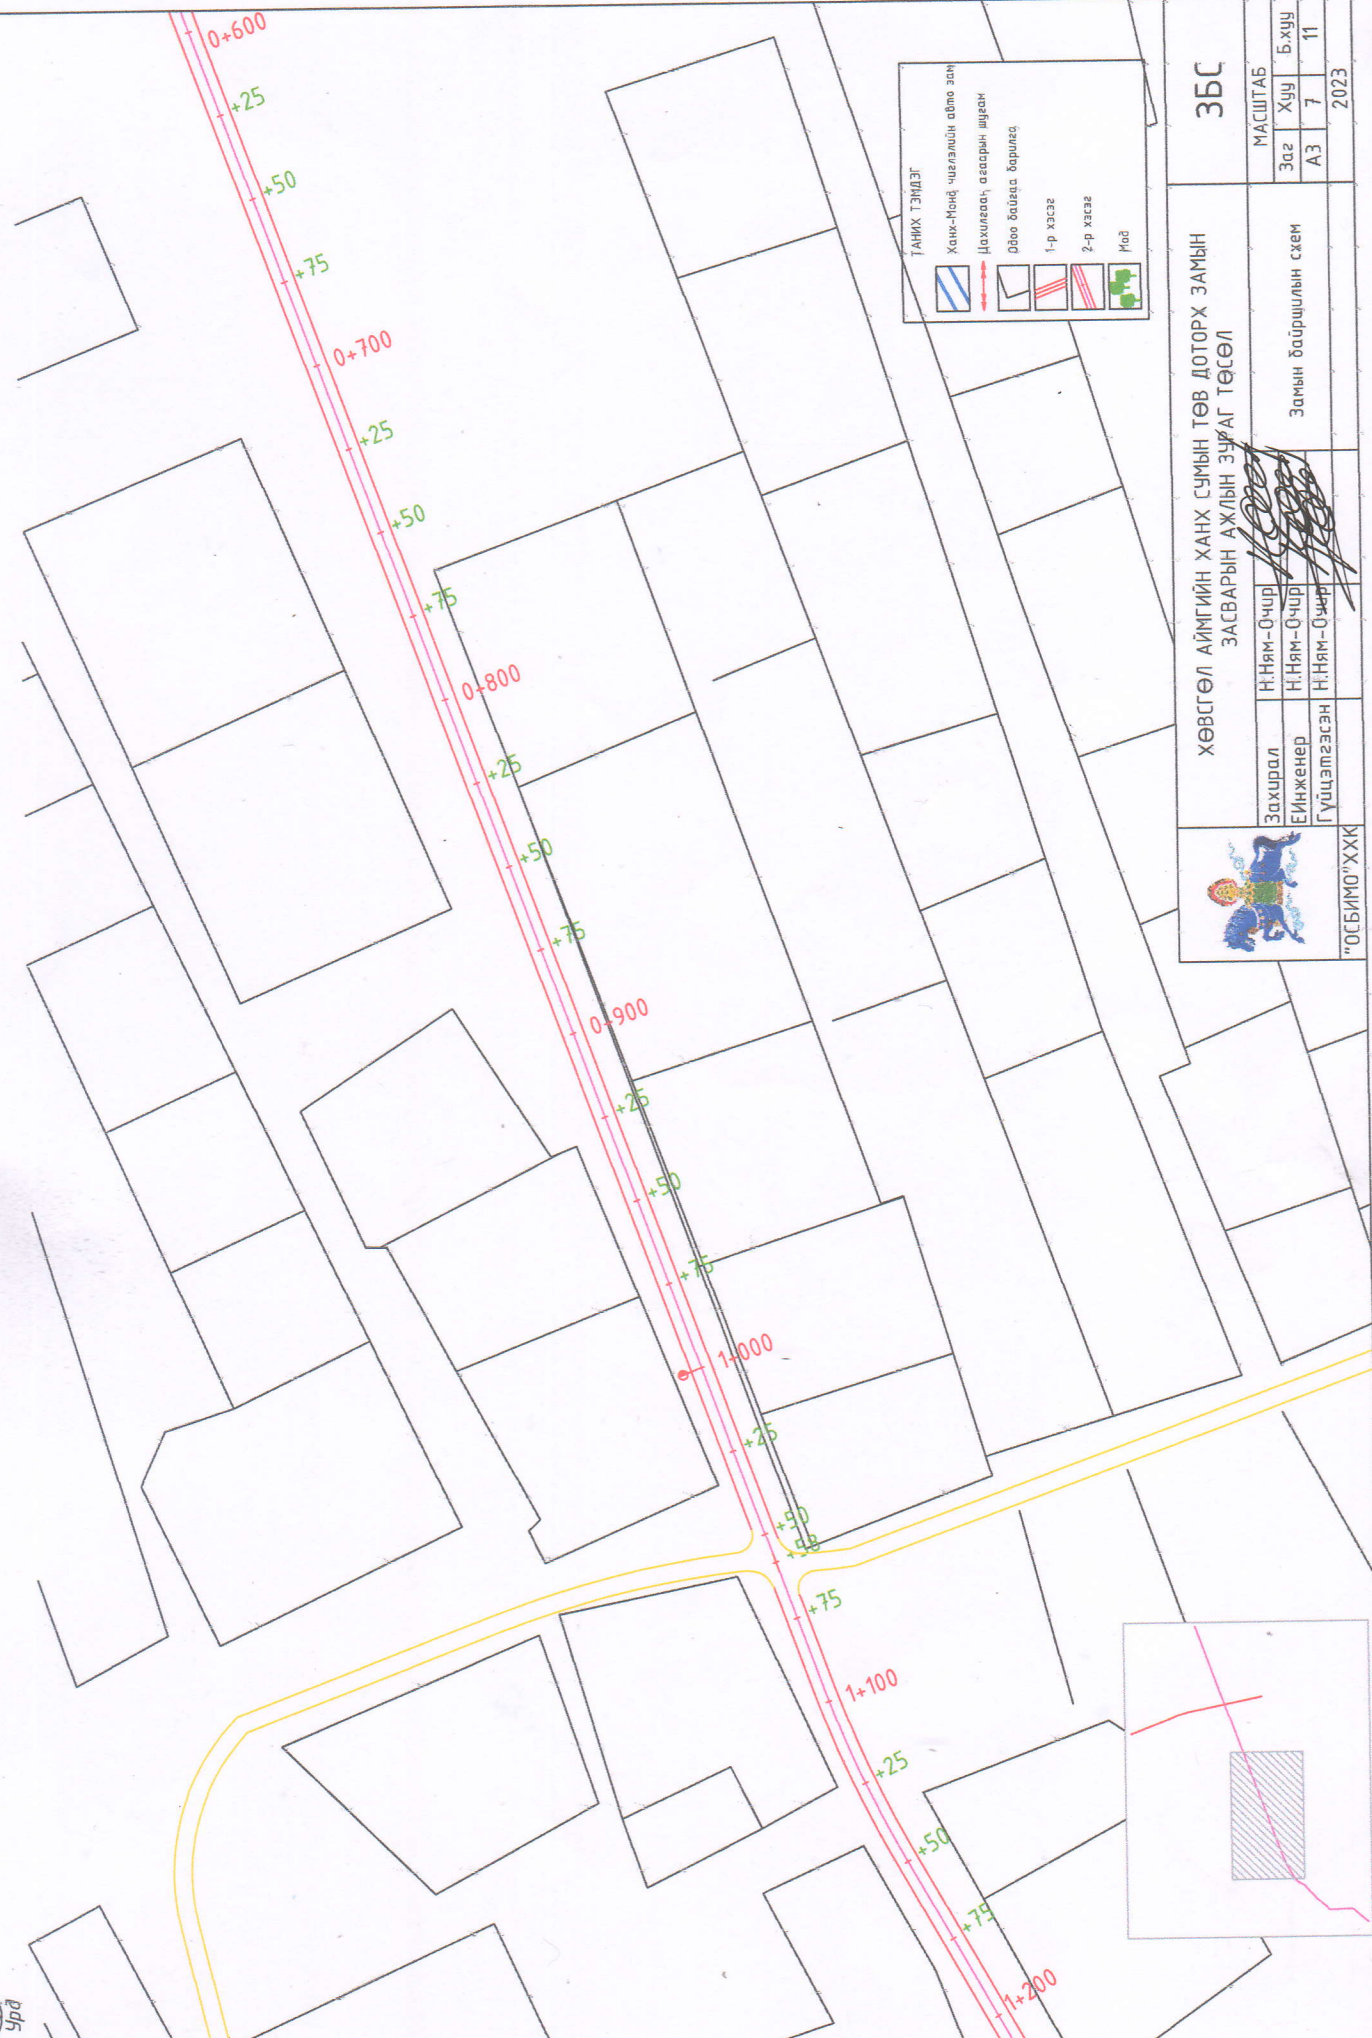 0+600
+25
+50
+75
0+700
+25
+50
+75
0+800
+25
+50
+75
0+900
+25
+50
+75
1+000
+25
+50
+58
+75
1+100
+25
+50
+75
1+200
Урд
ТАНИХ ТЭМДЭГ
Ханх-Монд чиглэлийн авто зам
Цахилгаан агаарын шугам
Одоо байгаа барилга
1-р хэсэг
2-р хэсэг
Мод
"ОСБИМО"ХХК
ХӨВСГӨЛ АЙМГИЙН ХАНХ СУМЫН ТӨВ ДОТОРХ ЗАМЫН
ЗАСВАРЫН АЖЛЫН ЗУРАГ ТӨСӨЛ
ЗБС
Захирал Н.Ням-Очир
ЕИнженер Н.Ням-Очир
Гүйцэтгэсэн Н.Ням-Очир
Замын байршилын схем
МАСШТАБ
Заг Хуу Б.хуу
А3 7 11
2023